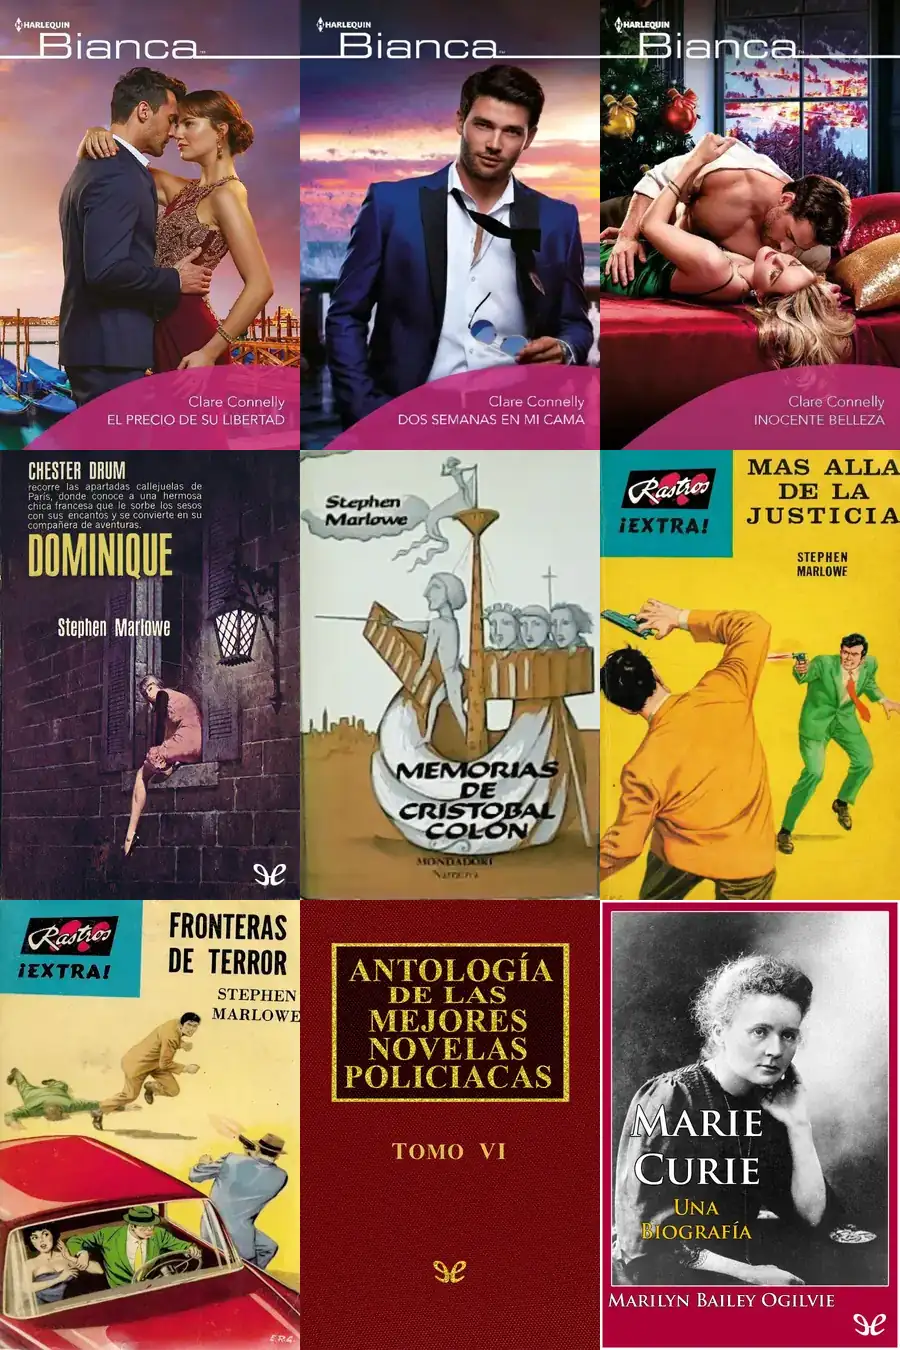 HARLEQUIN
Bianca
Clare Connelly
EL PRECIO DE SU LIBERTAD
HARLEQUIN
Bianca
Clare Connelly
DOS SEMANAS EN MI CAMA
HARLEQUIN
Bianca
Clare Connelly
INOCENTE BELLEZA
CHESTER DRUM
recorre las apartadas callejuelas de
París, donde conoce a una hermosa
chica francesa que le sorbe los sesos
con sus encantos y se convierte en su
compañera de aventuras.
DOMINIQUE
Stephen Marlowe
Stephen
Marlowe
MEMORIAS
DE
CRISTOBAL
COLON
MONDADORI
Narrativa
Rastros
¡EXTRA!
MAS ALLA
DE LA
JUSTICIA
STEPHEN
MARLOWE
Rastros
¡EXTRA!
FRONTERAS
DE TERROR
STEPHEN
MARLOWE
E.R.G.
ANTOLOGÍA
DE LAS
MEJORES
NOVELAS
POLICIACAS
TOMO VI
MARIE
CURIE
UNA
BIOGRAFÍA
MARILYN BAILEY OGILVIE